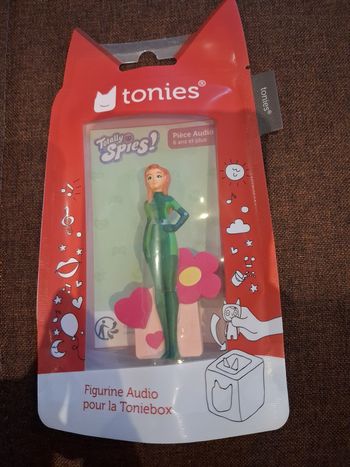 tonies®
tonies®
Totally
Spies!
Pièce Audio
6 ans et plus
Figurine Audio
pour la Toniebox